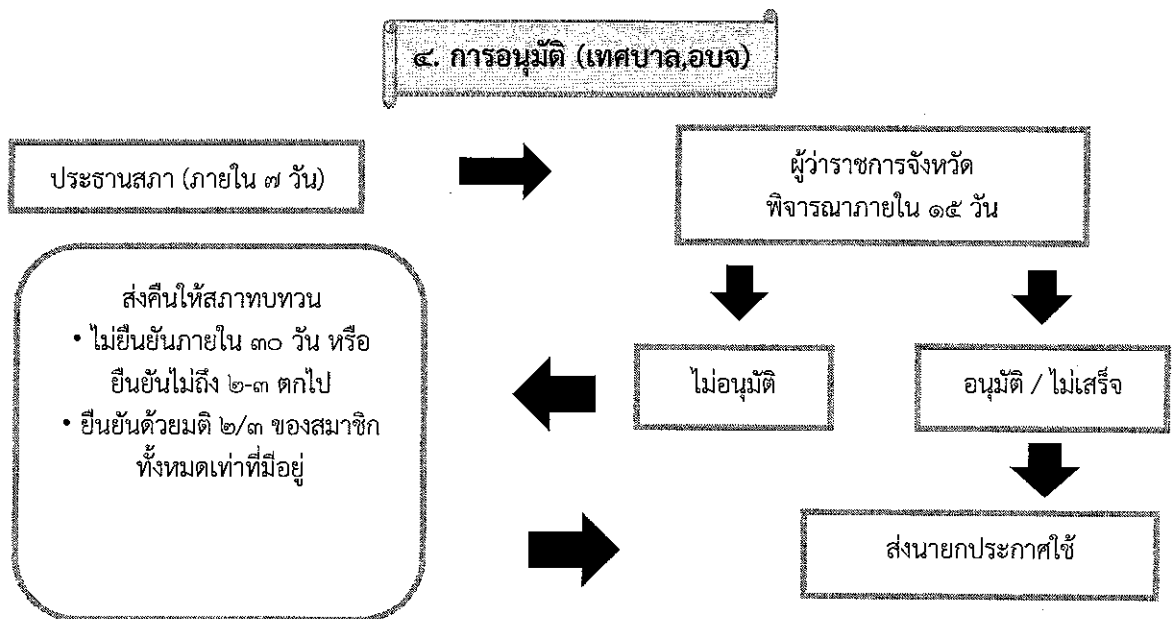 ๔. การอนุมัติ (เทศบาล,อบจ)
ประธานสภา (ภายใน ๗ วัน)
ผู้ว่าราชการจังหวัด
พิจารณาภายใน ๑๕ วัน
ส่งคืนให้สภาทบทวน
• ไม่ยืนยันภายใน ๓๐ วัน หรือ
ยืนยันไม่ถึง ๒-๓ ตกไป
• ยืนยันด้วยมติ ๒/๓ ของสมาชิก
ทั้งหมดเท่าที่มีอยู่
ไม่อนุมัติ
อนุมัติ / ไม่เสร็จ
ส่งนายกประกาศใช้